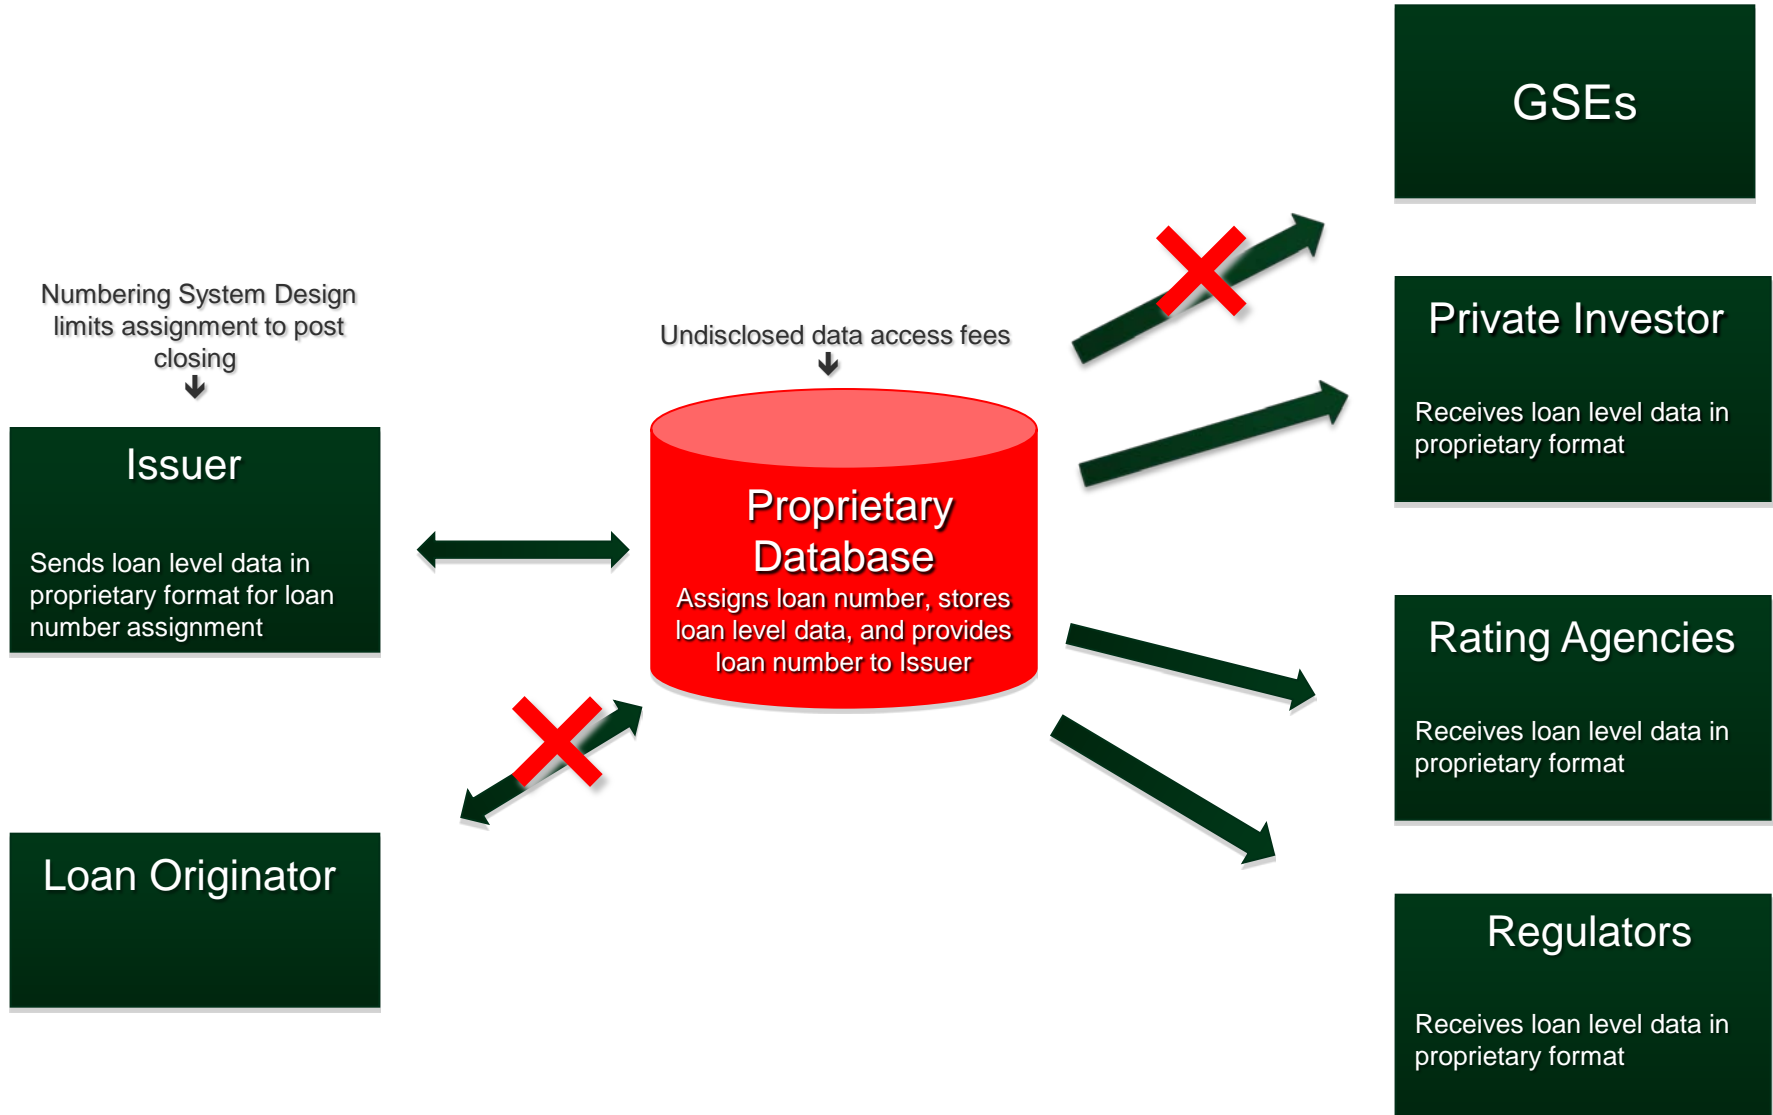 GSEs
Numbering System Design
limits assignment to post
closing
Undisclosed data access fees
Private Investor
Receives loan level data in
proprietary format
Issuer
Sends loan level data in
proprietary format for loan
number assignment
Proprietary
Database
Assigns loan number, stores
loan level data, and provides
loan number to Issuer
Rating Agencies
Receives loan level data in
proprietary format
Loan Originator
Regulators
Receives loan level data in
proprietary format